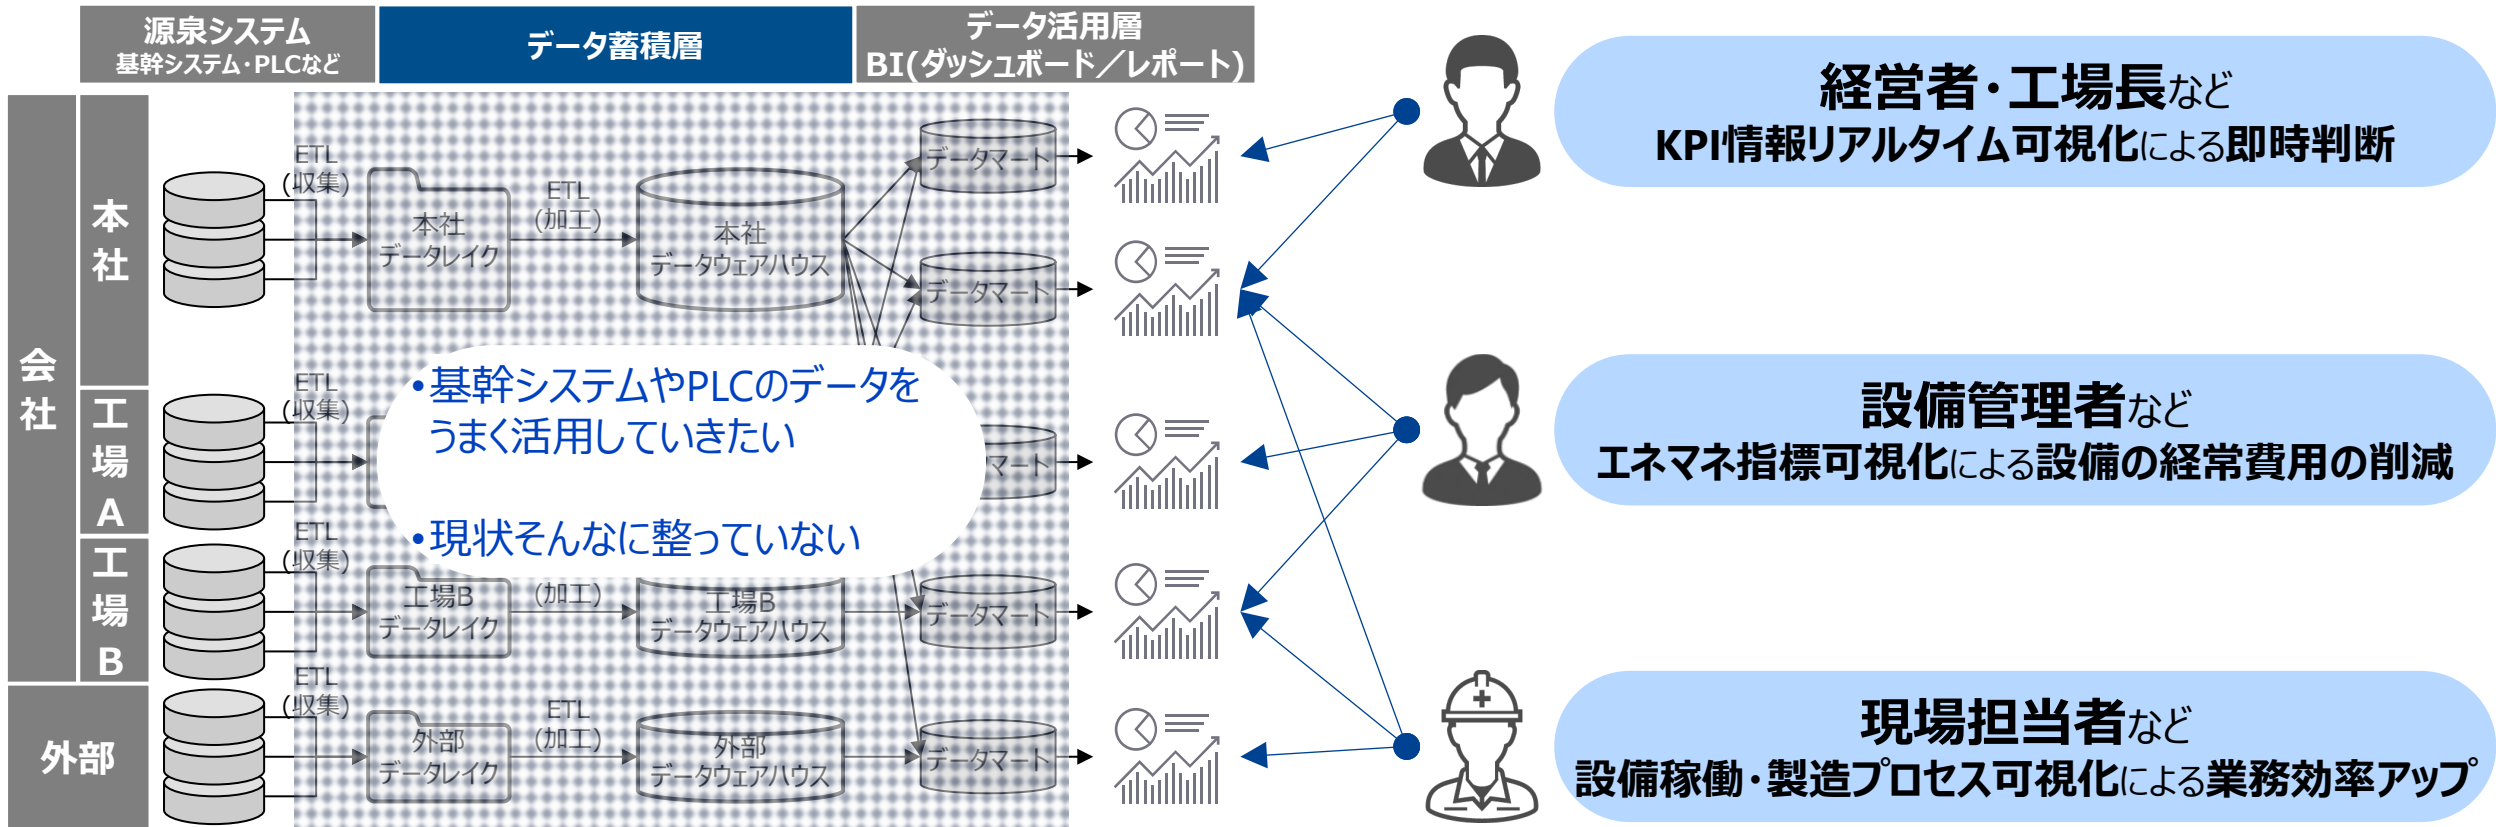 源泉システム
基幹システム・PLCなど
データ蓄積層
データ活用層
BI(ダッシュボード／レポート)
会社
本社
工場A
工場B
外部
ETL
(収集)
本社
データレイク
ETL
(加工)
本社
データウェアハウス
データマート
データマート
ETL
(収集)
・基幹システムやPLCのデータを
うまく活用していきたい
・現状そんなに整っていない
ETL
(収集)
工場B
データレイク
(加工)
工場B
データウェアハウス
データマート
ETL
(収集)
外部
データレイク
ETL
(加工)
外部
データウェアハウス
データマート
経営者・工場長など
KPI情報リアルタイム可視化による即時判断
設備管理者など
エネマネ指標可視化による設備の経常費用の削減
現場担当者など
設備稼働・製造プロセス可視化による業務効率アップ